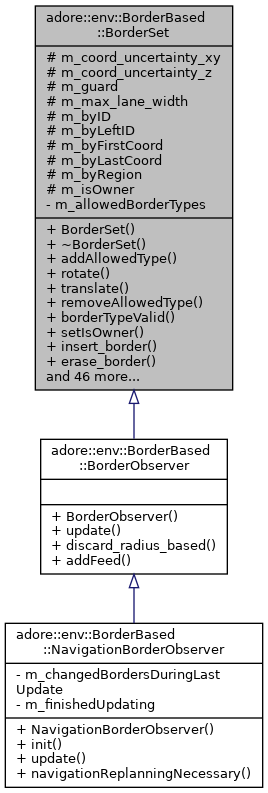 adore::env::BorderBased
::BorderSet
# m_coord_uncertainty_xy
# m_coord_uncertainty_z
# m_guard
# m_max_lane_width
# m_byID
# m_byLeftID
# m_byFirstCoord
# m_byLastCoord
# m_byRegion
# m_isOwner
- m_allowedBorderTypes
+ BorderSet()
+ ~BorderSet()
+ addAllowedType()
+ rotate()
+ translate()
+ removeAllowedType()
+ borderTypeValid()
+ setIsOwner()
+ insert_border()
+ erase_border()
and 46 more...
adore::env::BorderBased
::BorderObserver
+ BorderObserver()
+ update()
+ discard_radius_based()
+ addFeed()
adore::env::BorderBased
::NavigationBorderObserver
- m_changedBordersDuringLast
Update
- m_finishedUpdating
+ NavigationBorderObserver()
+ init()
+ update()
+ navigationReplanningNecessary()